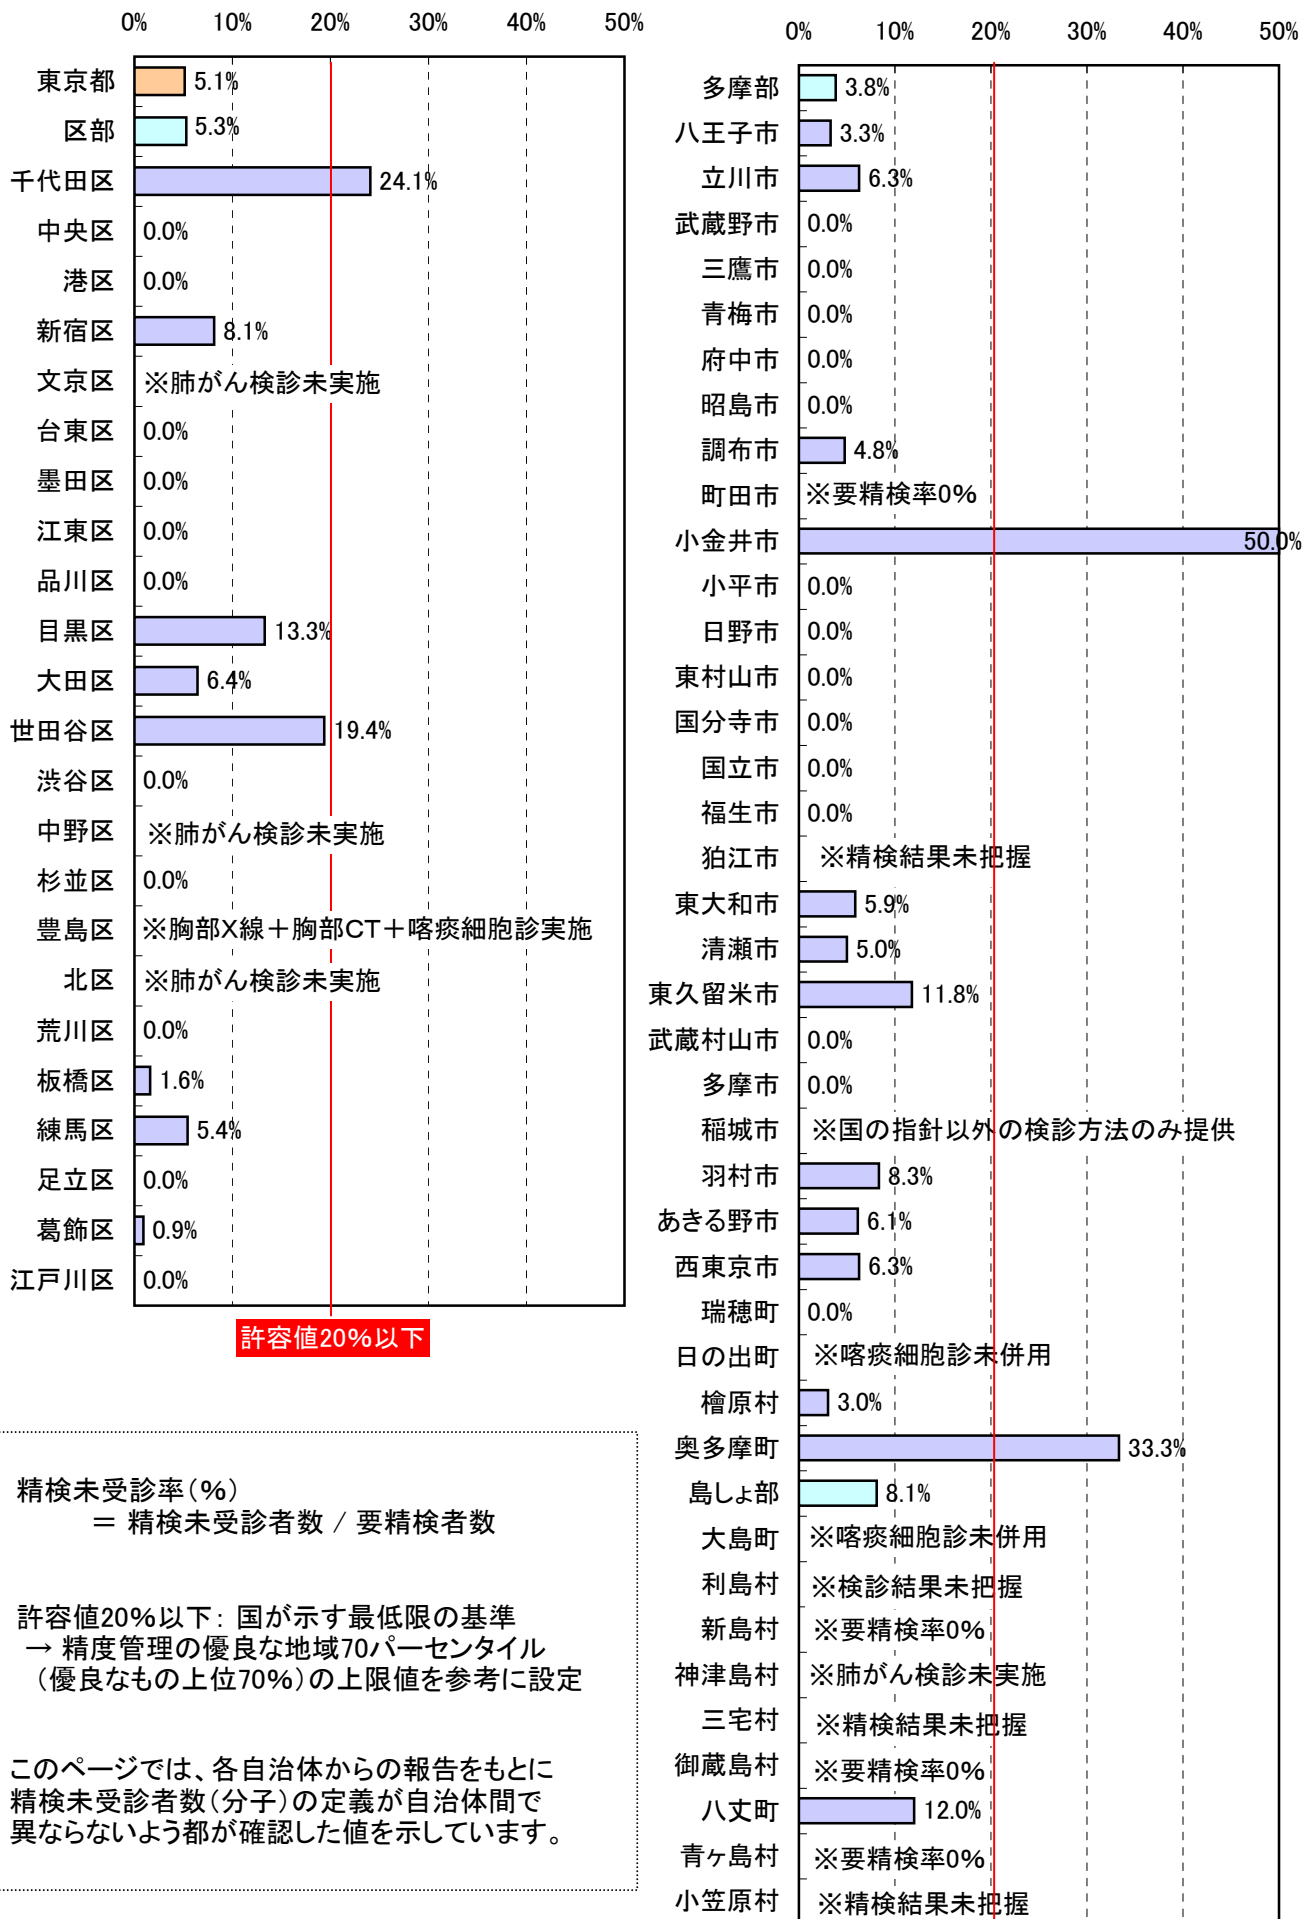 0% 10% 20% 30% 40% 50%
東京都 5.1%
区部 5.3%
千代田区 24.1%
中央区 0.0%
港区 0.0%
新宿区 8.1%
文京区 ※肺がん検診未実施
台東区 0.0%
墨田区 0.0%
江東区 0.0%
品川区 0.0%
目黒区 13.3%
大田区 6.4%
世田谷区 19.4%
渋谷区 0.0%
中野区 ※肺がん検診未実施
杉並区 0.0%
豊島区 ※胸部X線＋胸部CT＋喀痰細胞診実施
北区 ※肺がん検診未実施
荒川区 0.0%
板橋区 1.6%
練馬区 5.4%
足立区 0.0%
葛飾区 0.9%
江戸川区 0.0%
許容値20%以下
精検未受診率(%)
＝ 精検未受診者数 / 要精検者数
許容値20%以下： 国が示す最低限の基準
→ 精度管理の優良な地域70パーセンタイル
（優良なもの上位70%）の上限値を参考に設定
このページでは、各自治体からの報告をもとに
精検未受診者数(分子)の定義が自治体間で
異ならないよう都が確認した値を示しています。
0% 10% 20% 30% 40% 50%
多摩部 3.8%
八王子市 3.3%
立川市 6.3%
武蔵野市 0.0%
三鷹市 0.0%
青梅市 0.0%
府中市 0.0%
昭島市 0.0%
調布市 4.8%
町田市 ※要精検率0%
小金井市 50.0%
小平市 0.0%
日野市 0.0%
東村山市 0.0%
国分寺市 0.0%
国立市 0.0%
福生市 0.0%
狛江市 ※精検結果未把握
東大和市 5.9%
清瀬市 5.0%
東久留米市 11.8%
武蔵村山市 0.0%
多摩市 0.0%
稲城市 ※国の指針以外の検診方法のみ提供
羽村市 8.3%
あきる野市 6.1%
西東京市 6.3%
瑞穂町 0.0%
日の出町 ※喀痰細胞診未併用
檜原村 3.0%
奥多摩町 33.3%
島しょ部 8.1%
大島町 ※喀痰細胞診未併用
利島村 ※検診結果未把握
新島村 ※要精検率0%
神津島村 ※肺がん検診未実施
三宅村 ※精検結果未把握
御蔵島村 ※要精検率0%
八丈町 12.0%
青ヶ島村 ※要精検率0%
小笠原村 ※精検結果未把握